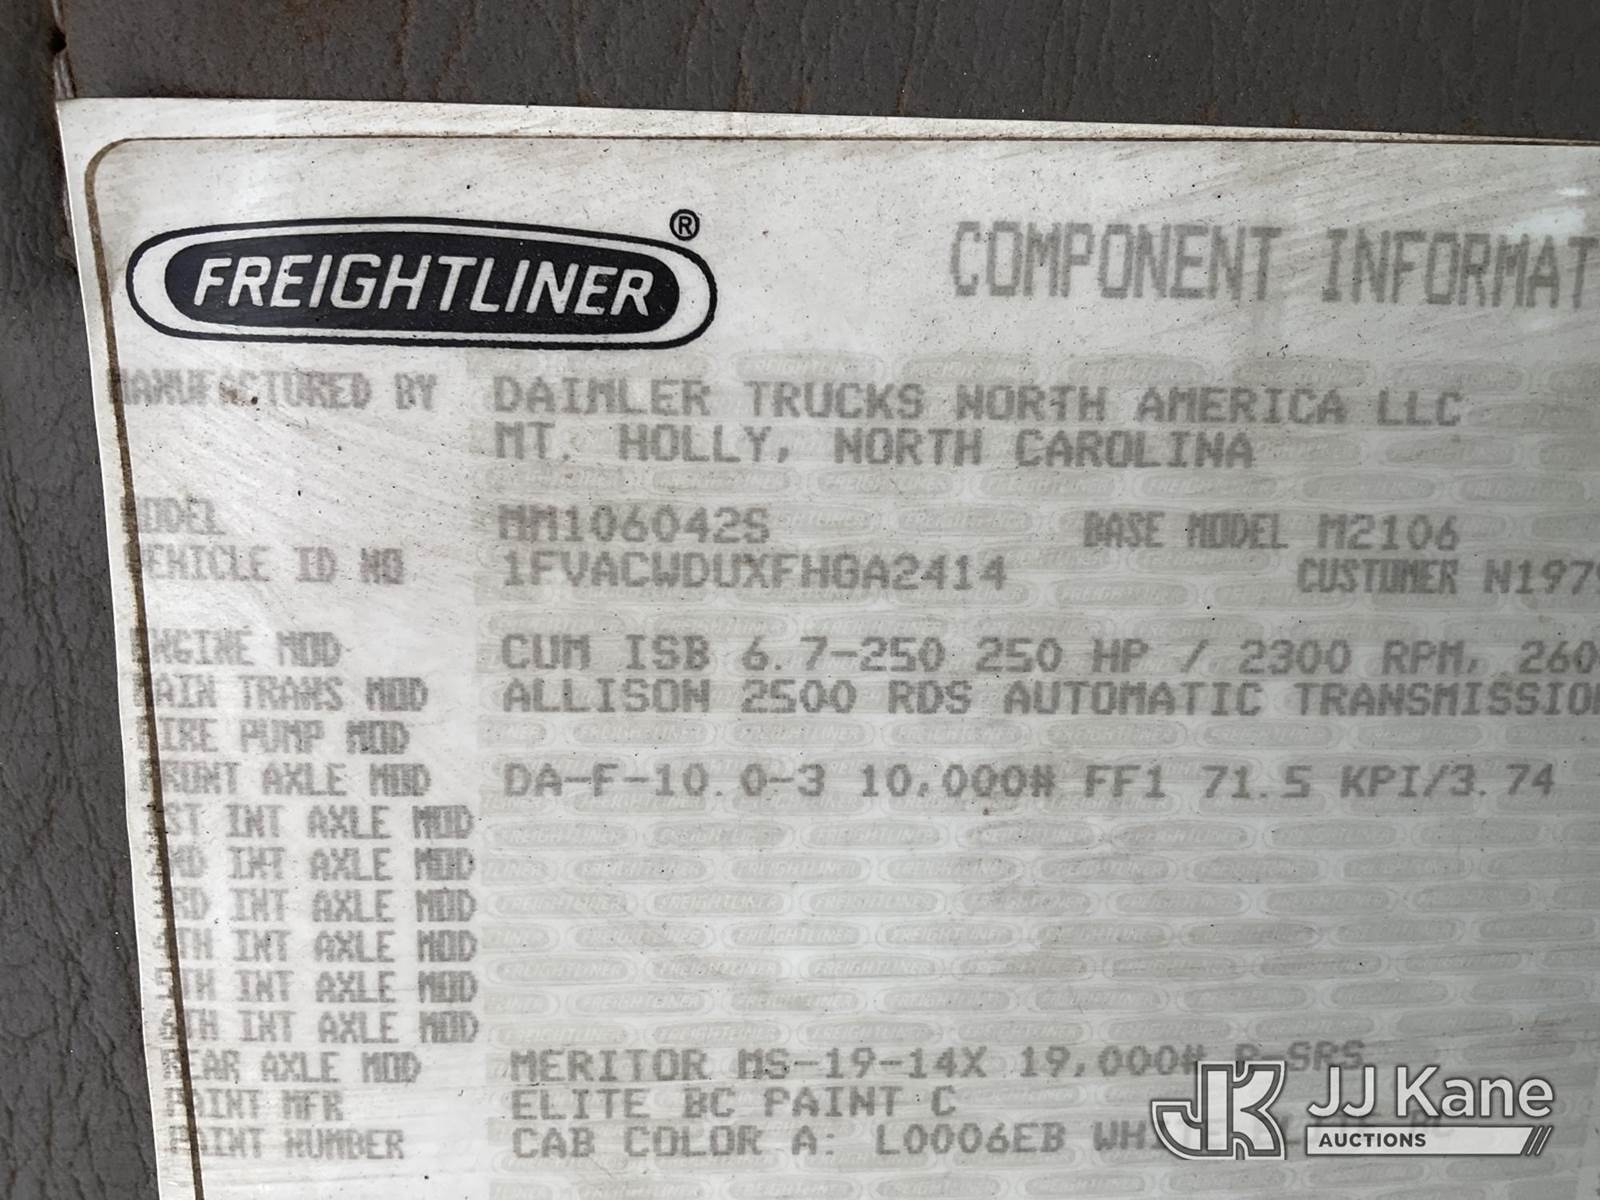 FREIGHTLINER ®
COMPONENT INFORMAT
MANUFACTURED BY DAIMLER TRUCKS NORTH AMERICA LLC
MT. HOLLY, NORTH CAROLINA
MODEL MM106042S BASE MODEL M2106
VEHICLE ID NO 1FVACWDUXFHGA2414 CUSTOMER N1979
ENGINE MOD CUM ISB 6.7-250 250 HP / 2300 RPM, 260
MAIN TRANS MOD ALLISON 2500 RDS AUTOMATIC TRANSMISSIO
FIRE PUMP MOD
FRONT AXLE MOD DA-F-10.0-3 10,000# FF1 71.5 KPI/3.74
1ST INT AXLE MOD
2ND INT AXLE MOD
3RD INT AXLE MOD
4TH INT AXLE MOD
5TH INT AXLE MOD
6TH INT AXLE MOD
REAR AXLE MOD MERITOR MS-19-14X 19,000# R-SRS
PAINT MFR ELITE BC PAINT C
PAINT NUMBER CAB COLOR A: L0006EB WH
JK JJ Kane
AUCTIONS